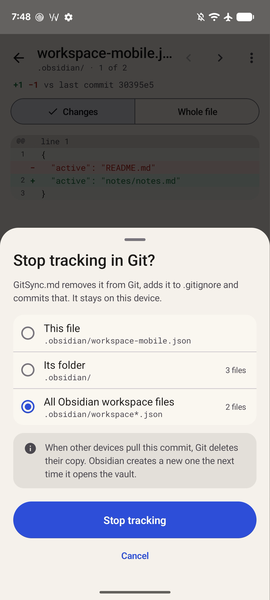 7:48
workspace-mobile.j…
.obsidian/ · 1 of 2
+1 −1 vs last commit 30395e5
Changes
Whole file
@@ line 1
1 {
− "active": "README.md"
2 + "active": "notes/notes.md"
3 }
Stop tracking in Git?
GitSync.md removes it from Git, adds it to .gitignore and
commits that. It stays on this device.
This file
.obsidian/workspace-mobile.json
Its folder
.obsidian/
3 files
All Obsidian workspace files
.obsidian/workspace*.json
2 files
When other devices pull this commit, Git deletes
their copy. Obsidian creates a new one the next
time it opens the vault.
Stop tracking
Cancel